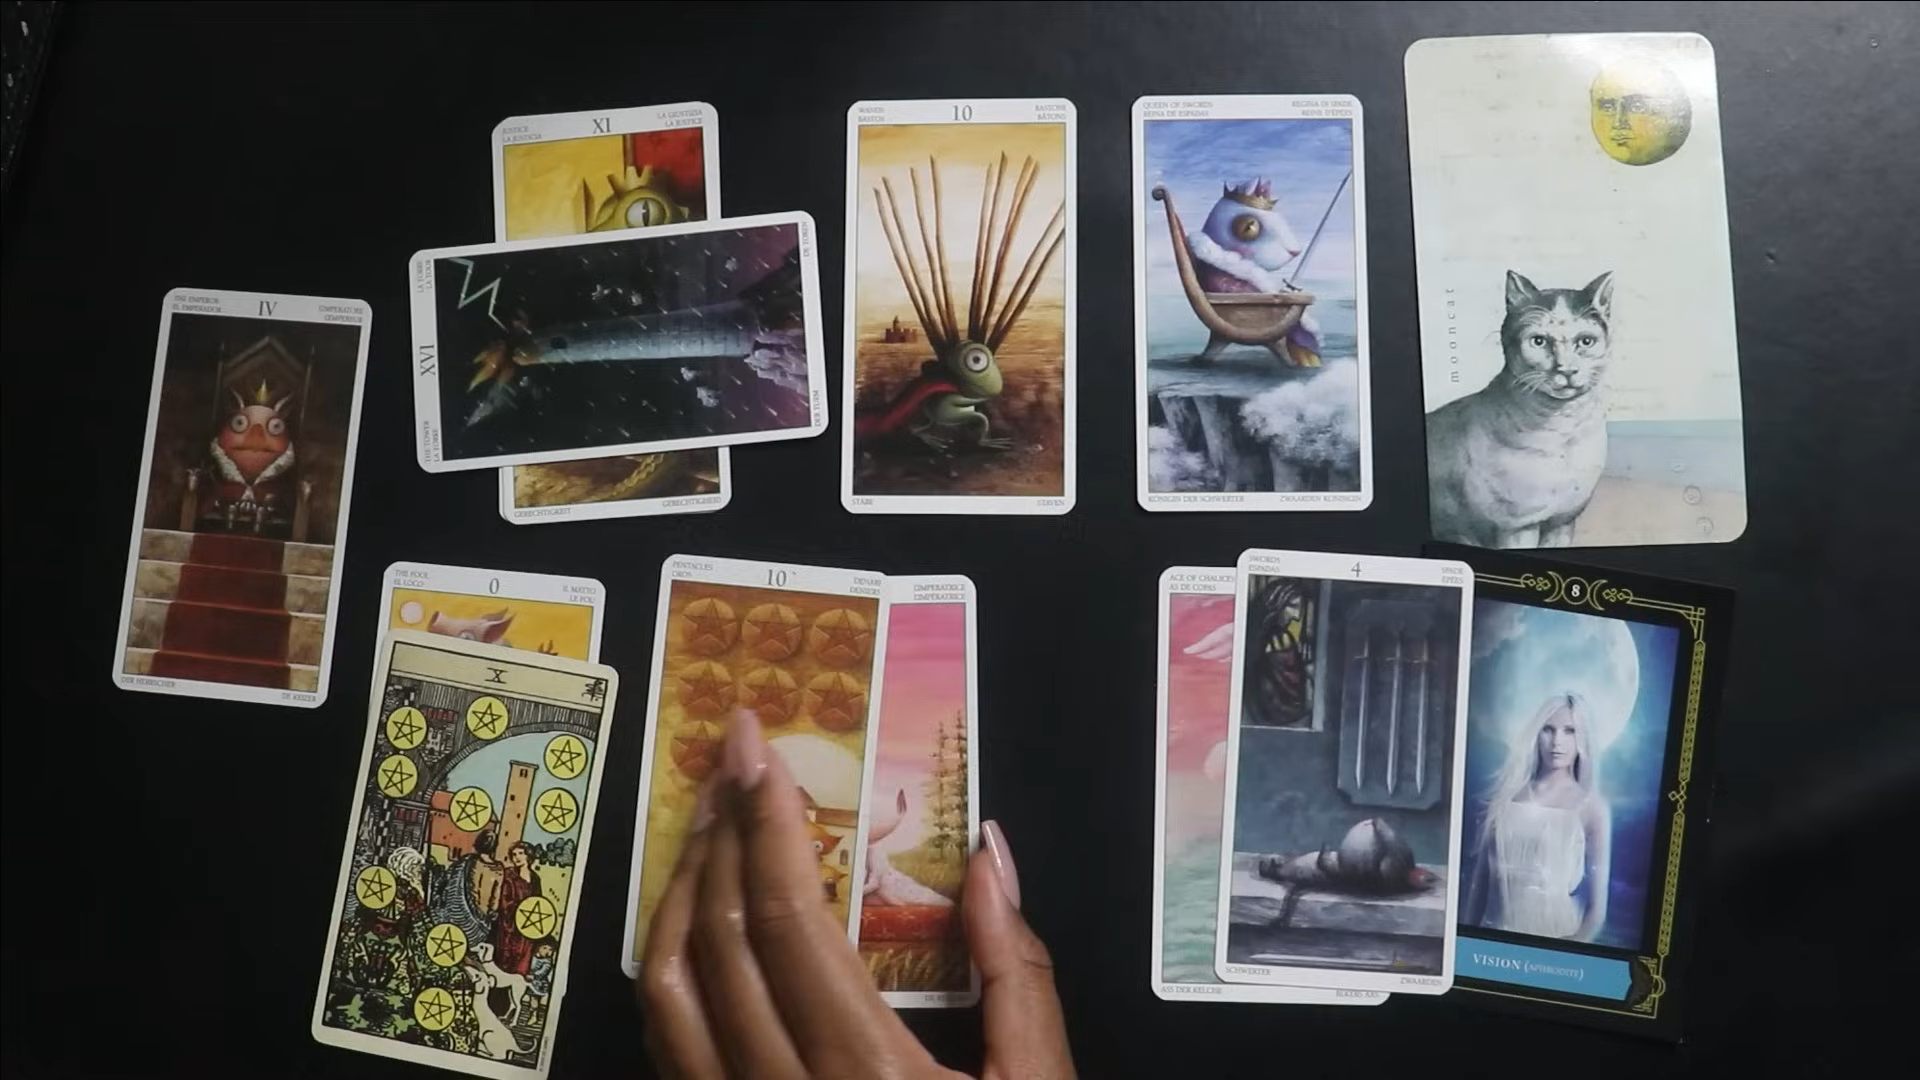 THE EMPEROR
EL EMPERADOR
IV
L'IMPERATORE
L'EMPEREUR
DER HERRSCHER
DE KEIZER
JUSTICE
LA JUSTICIA
XI
LA GIUSTIZIA
LA JUSTICE
GERECHTIGKEIT
GERECHTIGHEID
THE TOWER
LA TORRE
XVI
LA TORRE
LA TOUR
DER TURM
DE TOREN
WANDS
BASTOS
10
BASTONI
BÂTONS
STÄBE
STAVEN
QUEEN OF SWORDS
REINA DE ESPADAS
REGINA DI SPADE
REINE D'ÉPÉES
KÖNIGIN DER SCHWERTER
ZWAARDEN KONINGIN
mooncat
THE FOOL
EL LOCO
0
IL MATTO
LE FOU
X
PENTACLES
OROS
10
DENARI
DENIERS
L'IMPERATRICE
L'IMPÉRATRICE
ACE OF CHALICES
AS DE COPAS
ASS DER KELCHE
SWORDS
ESPADAS
4
SPADE
ÉPÉES
SCHWERTER
ZWAARDEN
8
VISION (APHRODITE)